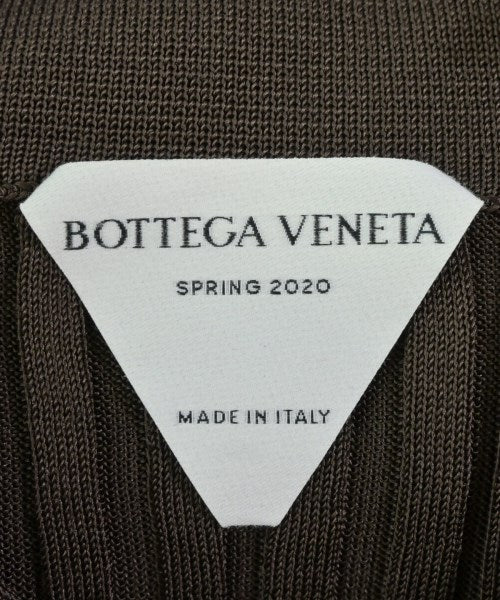 BOTTEGA VENETA
SPRING 2020
MADE IN ITALY